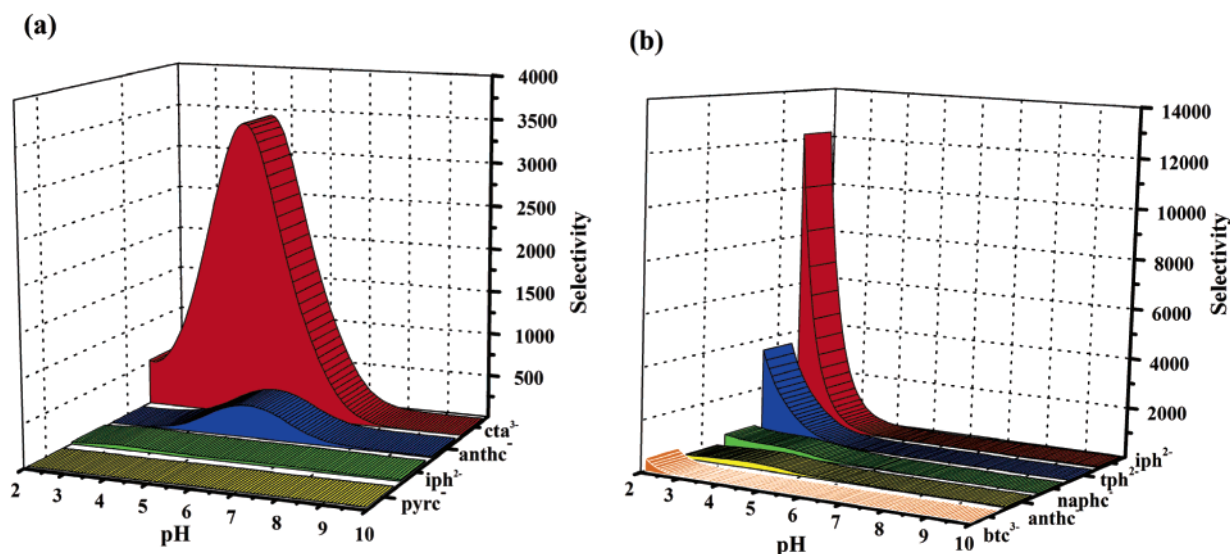 (a)
4000
3500
3000
2500
2000
1500
1000
500
Selectivity
cta³⁻
anthc⁻
iph²⁻
pyrc⁻
2 3 4 5 6 7 8 9 10
pH
(b)
14000
12000
10000
8000
6000
4000
2000
Selectivity
iph²⁻
tph²⁻
naphc⁻
anthc⁻
btc³⁻
2 3 4 5 6 7 8 9 10
pH